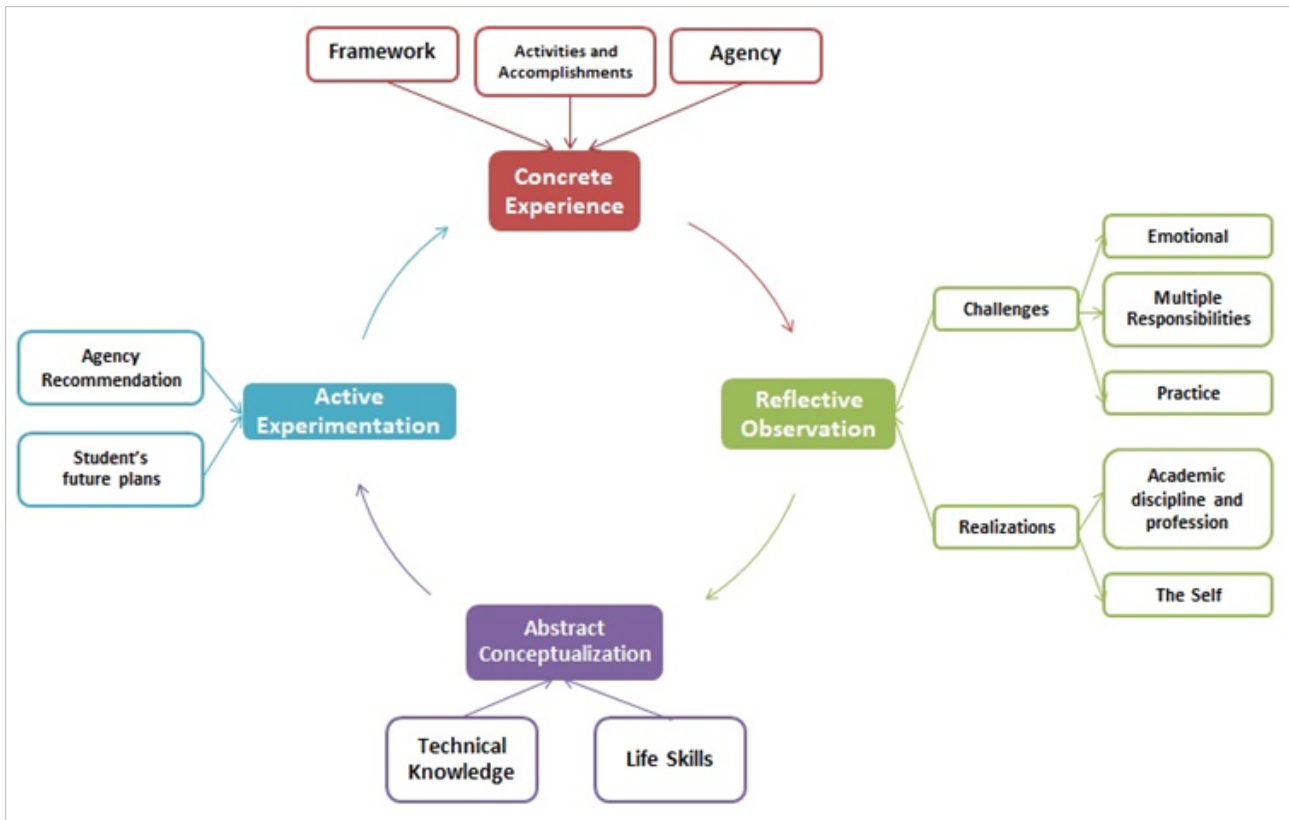 Framework
Activities and
Accomplishments
Agency
Concrete
Experience
Emotional
Challenges
Multiple
Responsibilities
Practice
Agency
Recommendation
Active
Experimentation
Reflective
Observation
Student’s
future plans
Academic
discipline and
profession
Realizations
The Self
Abstract
Conceptualization
Technical
Knowledge
Life Skills